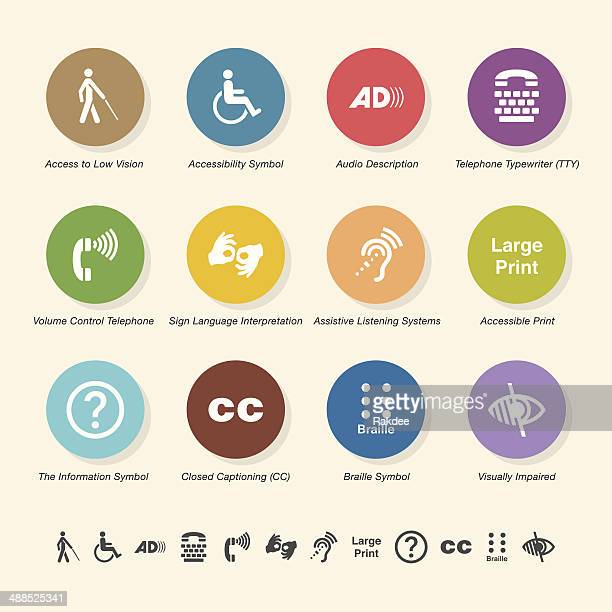 AD
Access to Low Vision
Accessibility Symbol
Audio Description
Telephone Typewriter (TTY)
Large
Print
Volume Control Telephone
Sign Language Interpretation
Assistive Listening Systems
Accessible Print
?
CC
Braille
gettyimages
Rakdee
The Information Symbol
Closed Captioning (CC)
Braille Symbol
Visually Impaired
AD
Large
Print
?
CC
Braille
488525341